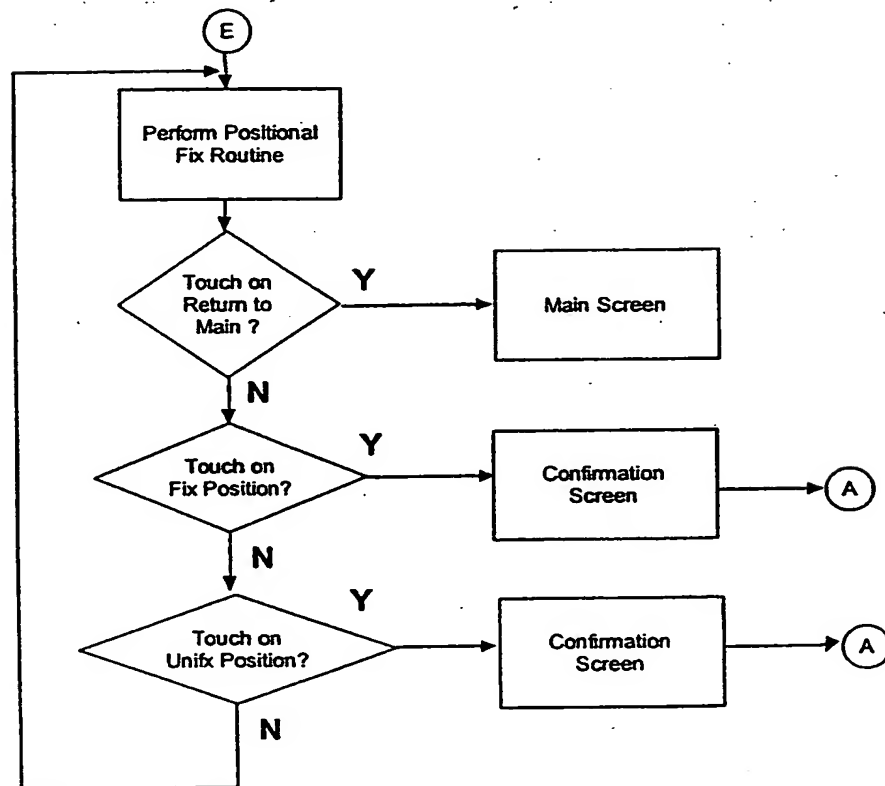 E
Perform Positional
Fix Routine
Touch on
Return to
Main ?
Y
Main Screen
N
Touch on
Fix Position?
Y
Confirmation
Screen
A
N
Touch on
Unifx Position?
Y
Confirmation
Screen
A
N